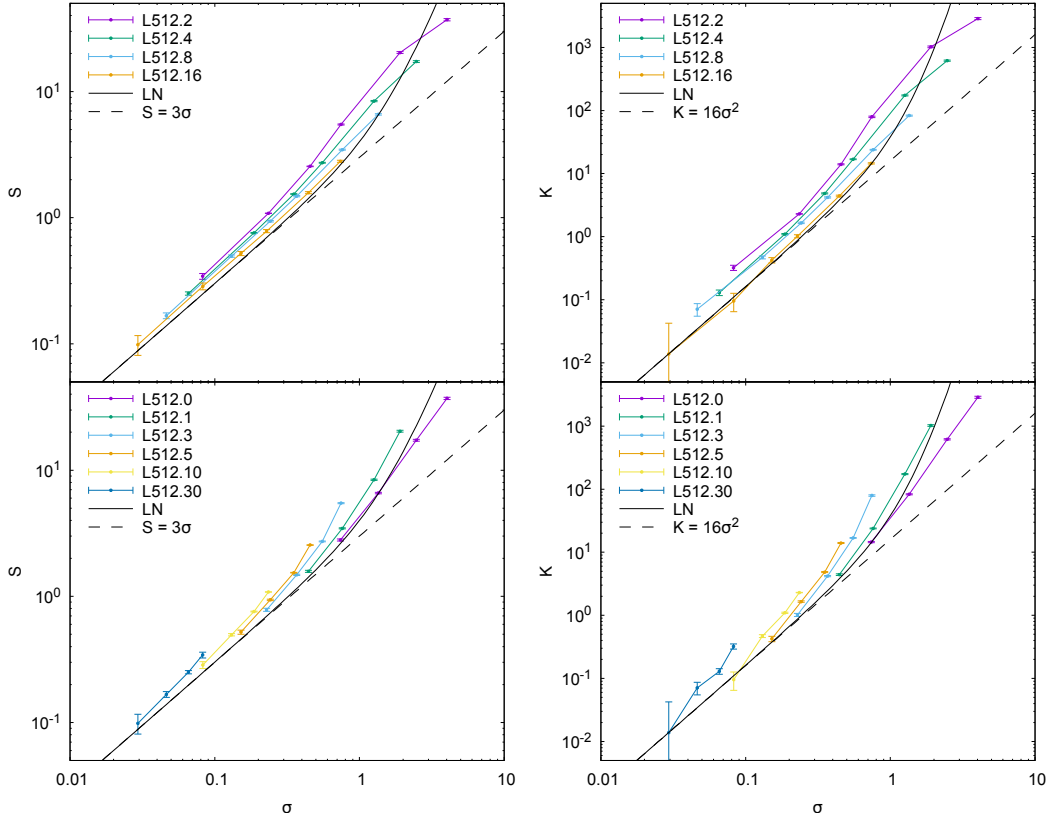 L512.2
L512.4
L512.8
L512.16
LN
S = 3σ
S
10¹
10⁰
10⁻¹
L512.2
L512.4
L512.8
L512.16
LN
K = 16σ²
K
10³
10²
10¹
10⁰
10⁻¹
10⁻²
L512.0
L512.1
L512.3
L512.5
L512.10
L512.30
LN
S = 3σ
S
10¹
10⁰
10⁻¹
0.01 0.1 1 10
σ
L512.0
L512.1
L512.3
L512.5
L512.10
L512.30
LN
K = 16σ²
K
10³
10²
10¹
10⁰
10⁻¹
10⁻²
0.01 0.1 1 10
σ